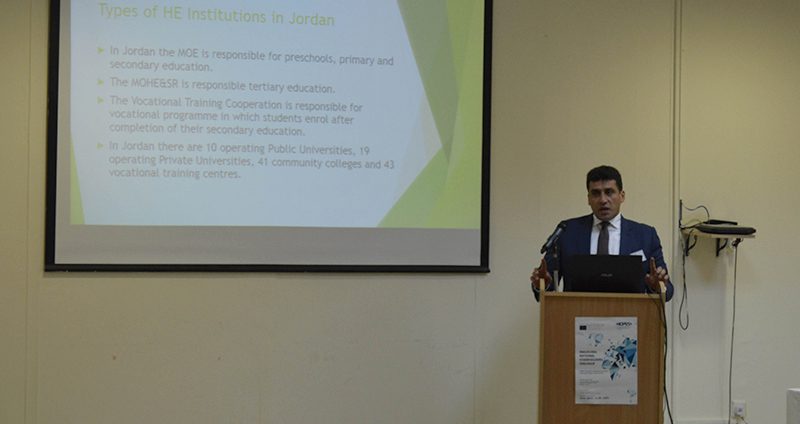 Types of HE Institutions in Jordan
In Jordan the MOE is responsible for preschools, primary and
secondary education.
The MOHE&SR is responsible tertiary education.
The Vocational Training Cooperation is responsible for
vocational programme in which students enrol after
completion of their secondary education.
In Jordan there are 10 operating Public Universities, 19
operating Private Universities, 41 community colleges and 43
vocational training centres.